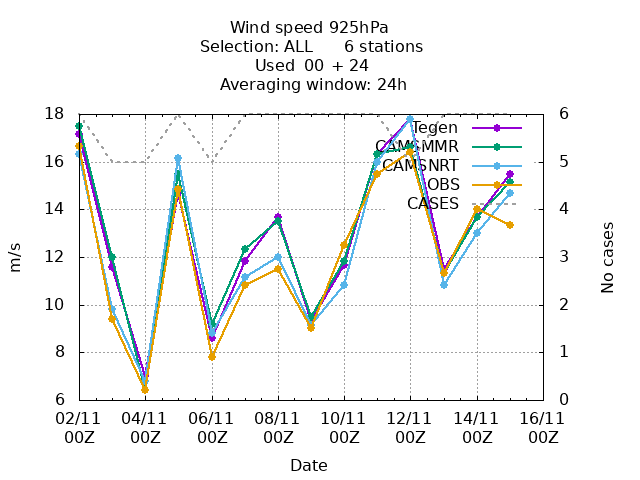 Wind speed 925hPa
Selection: ALL 6 stations
Used 00 + 24
Averaging window: 24h
18 6
Tegen
CAMSMMR
16 5
CAMSNRT
OBS
CASES
14 4
12 3
m/s
No cases
10 2
8 1
6 0
02/11 04/11 06/11 08/11 10/11 12/11 14/11 16/11
00Z 00Z 00Z 00Z 00Z 00Z 00Z 00Z
Date